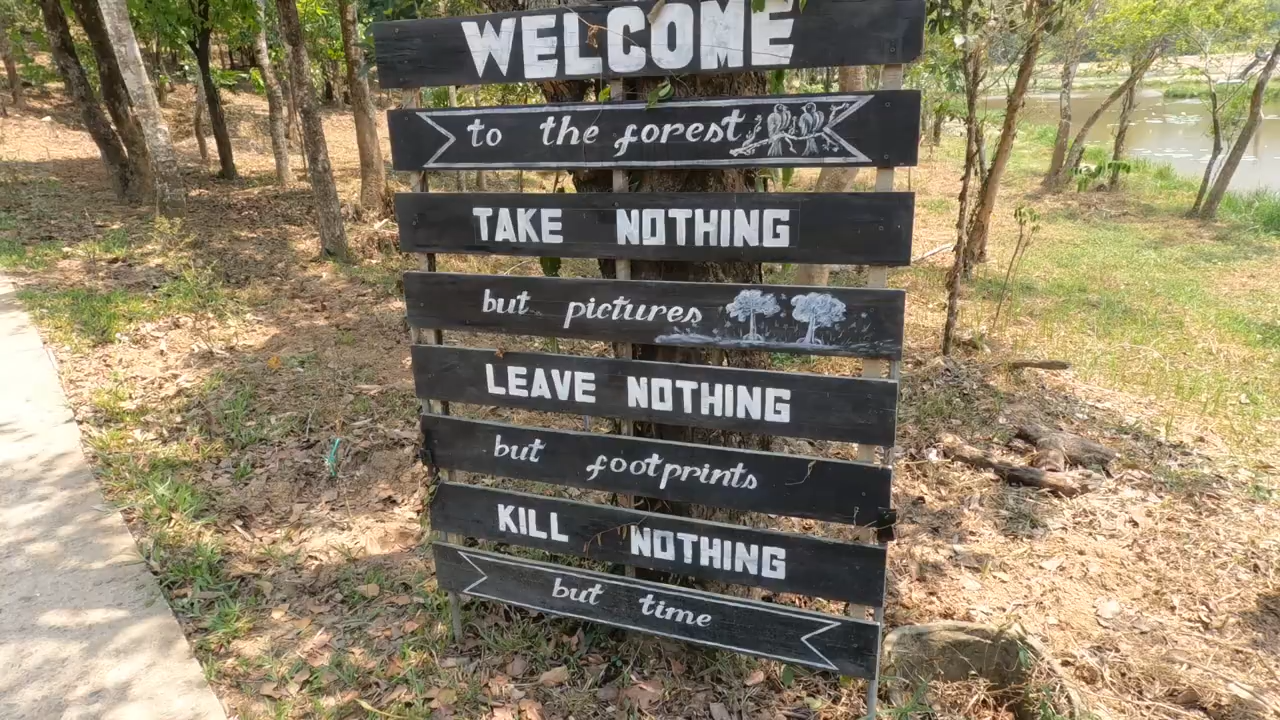 WELCOME
to the forest
TAKE NOTHING
but pictures
LEAVE NOTHING
but footprints
KILL NOTHING
but time